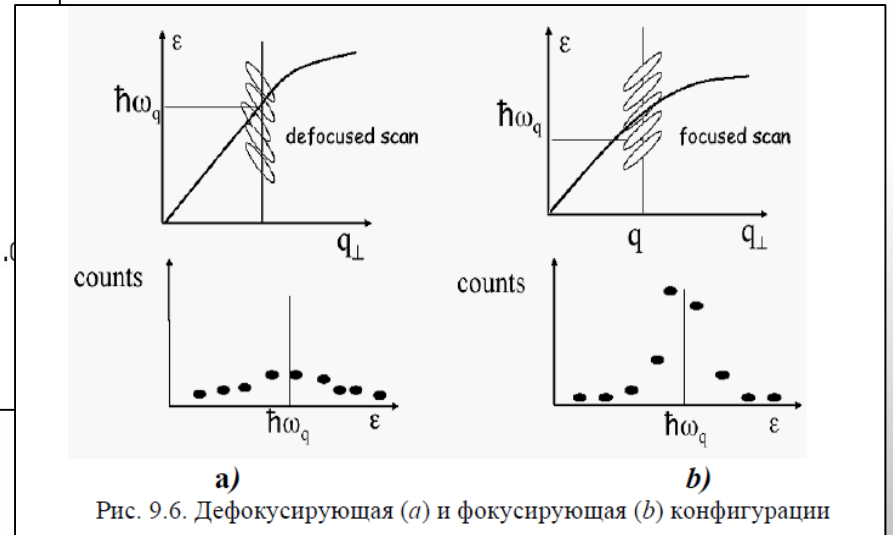 ε
ε
ħω_q
ħω_q
defocused scan
focused scan
q⊥
q
q⊥
counts
counts
ħω_q
ε
ħω_q
ε
a)
b)
Рис. 9.6. Дефокусирующая (a) и фокусирующая (b) конфигурации